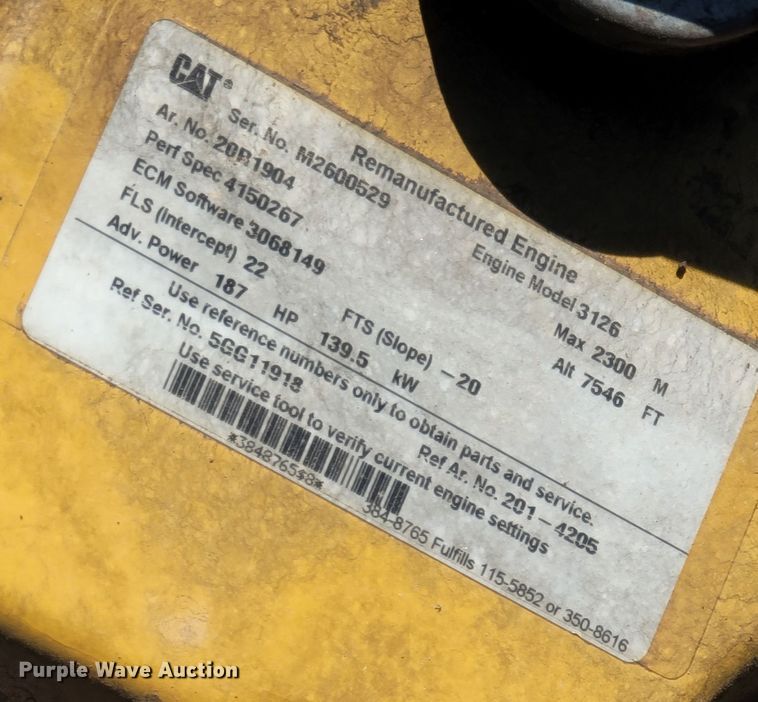 CAT®
Remanufactured Engine
Ser. No. M2600529
Engine Model 3126
Ar. No. 20R1904
Max 2300 M
Perf Spec 4150267
Alt 7546 FT
ECM Software 3068149
FLS (Intercept) 22
FTS (Slope) -20
Adv. Power 187 HP 139.5 kW
Use reference numbers only to obtain parts and service.
Ref Ser. No. 5GG11918
Ref Ar. No. 201-4205
Use service tool to verify current engine settings
*3848765$8*
384-8765 Fulfills 115-5852 or 350-8616
Purple Wave Auction